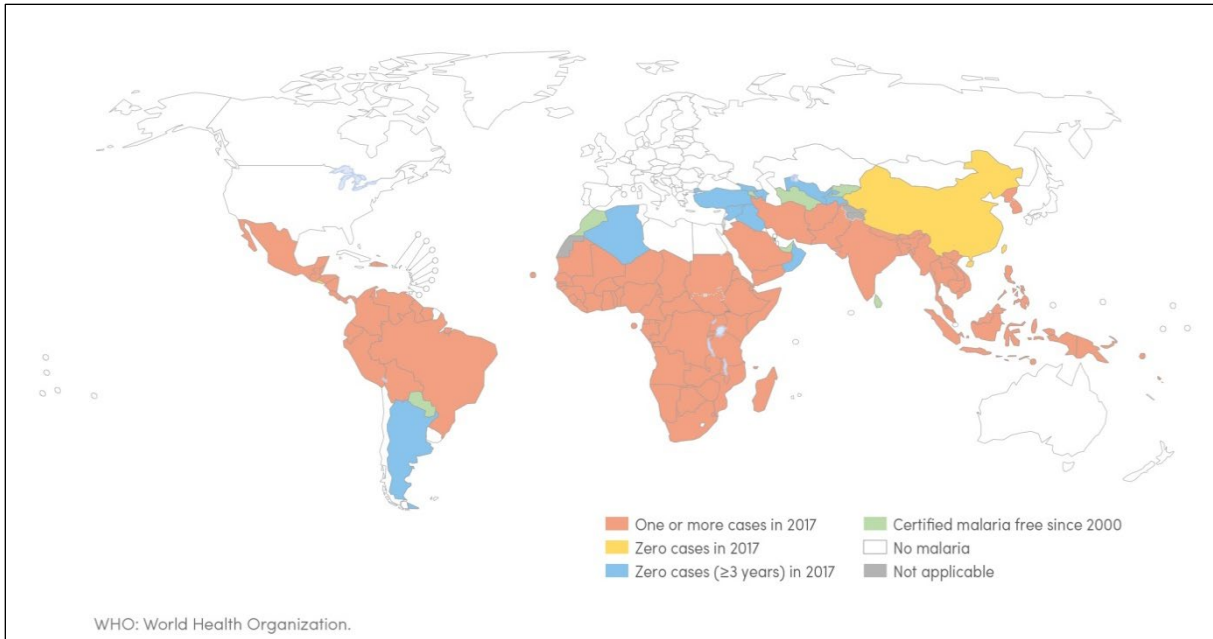 One or more cases in 2017
Zero cases in 2017
Zero cases (≥3 years) in 2017
Certified malaria free since 2000
No malaria
Not applicable
WHO: World Health Organization.